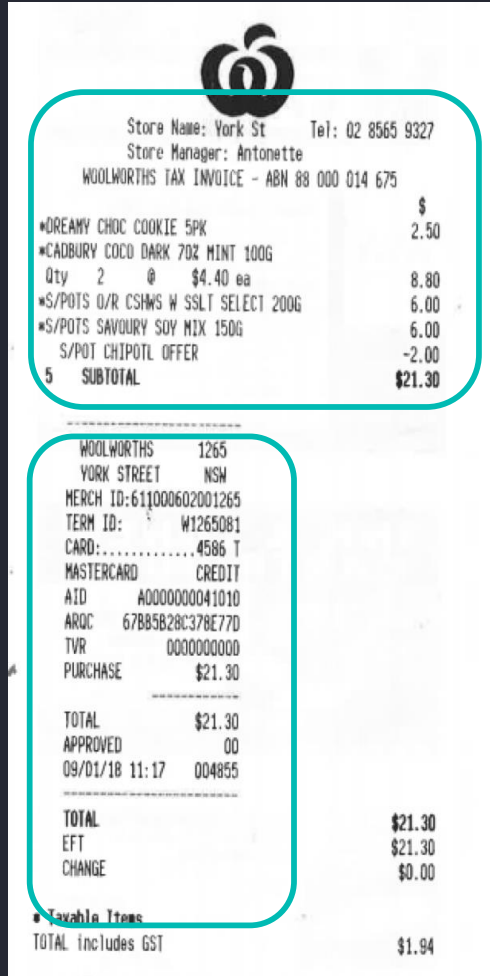 Store Name: York St Tel: 02 8565 9327
Store Manager: Antonette
WOOLWORTHS TAX INVOICE - ABN 88 000 014 675
$
*DREAMY CHOC COOKIE 5PK 2.50
*CADBURY COCO DARK 70% MINT 100G
Qty 2 @ $4.40 ea 8.80
*S/POTS O/R CSHWS W SSLT SELECT 200G 6.00
*S/POTS SAVOURY SOY MIX 150G 6.00
S/POT CHIPOTL OFFER -2.00
5 SUBTOTAL $21.30
WOOLWORTHS 1265
YORK STREET NSW
MERCH ID:611000602001265
TERM ID: W1265081
CARD:.............4586 T
MASTERCARD CREDIT
AID A0000000041010
ARQC 67BB5B28C378E77D
TVR 0000000000
PURCHASE $21.30
TOTAL $21.30
APPROVED 00
09/01/18 11:17 004855
TOTAL $21.30
EFT $21.30
CHANGE $0.00
* Taxable Items
TOTAL includes GST $1.94